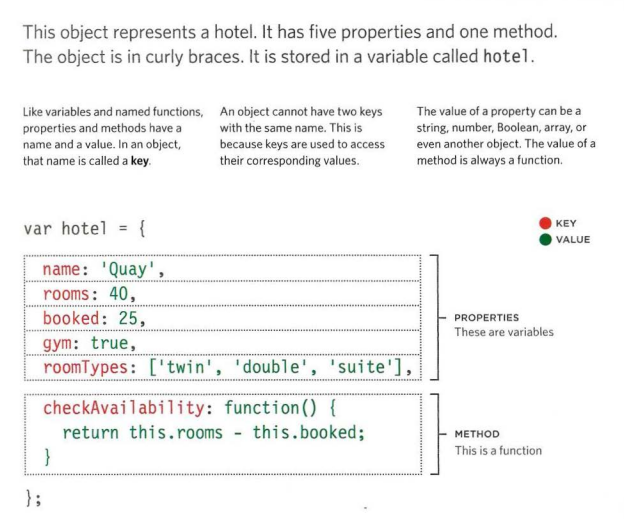 This object represents a hotel. It has five properties and one method.
The object is in curly braces. It is stored in a variable called hotel.
Like variables and named functions,
properties and methods have a
name and a value. In an object,
that name is called a key.
An object cannot have two keys
with the same name. This is
because keys are used to access
their corresponding values.
The value of a property can be a
string, number, Boolean, array, or
even another object. The value of a
method is always a function.
KEY
VALUE
var hotel = {
name: 'Quay',
rooms: 40,
booked: 25,
gym: true,
roomTypes: ['twin', 'double', 'suite'],
PROPERTIES
These are variables
checkAvailability: function() {
return this.rooms - this.booked;
}
METHOD
This is a function
};